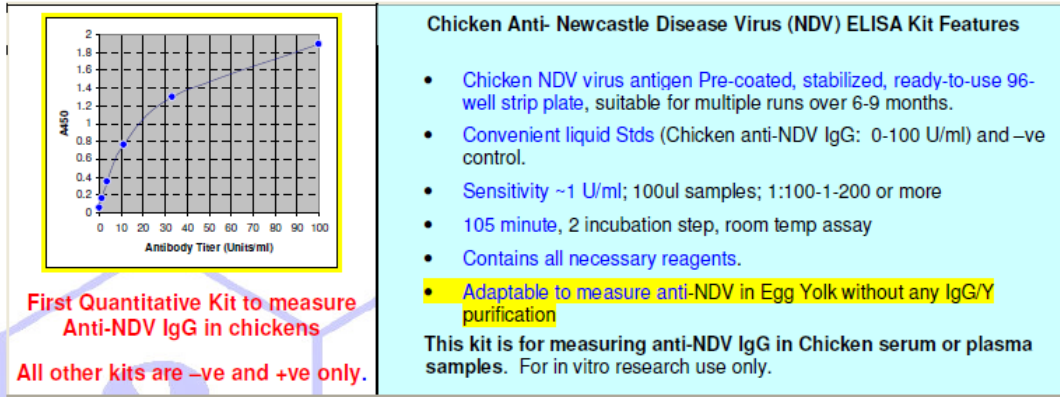 2
1.8
1.6
1.4
1.2
1
0.8
0.6
0.4
0.2
0
A450
0 10 20 30 40 50 60 70 80 90 100
Antibody Titer (Units/ml)
First Quantitative Kit to measure
Anti-NDV IgG in chickens
All other kits are –ve and +ve only.
Chicken Anti- Newcastle Disease Virus (NDV) ELISA Kit Features
• Chicken NDV virus antigen Pre-coated, stabilized, ready-to-use 96-
well strip plate, suitable for multiple runs over 6-9 months.
• Convenient liquid Stds (Chicken anti-NDV IgG: 0-100 U/ml) and –ve
control.
• Sensitivity ~1 U/ml; 100ul samples; 1:100-1-200 or more
• 105 minute, 2 incubation step, room temp assay
• Contains all necessary reagents.
• Adaptable to measure anti-NDV in Egg Yolk without any IgG/Y
purification
This kit is for measuring anti-NDV IgG in Chicken serum or plasma
samples. For in vitro research use only.